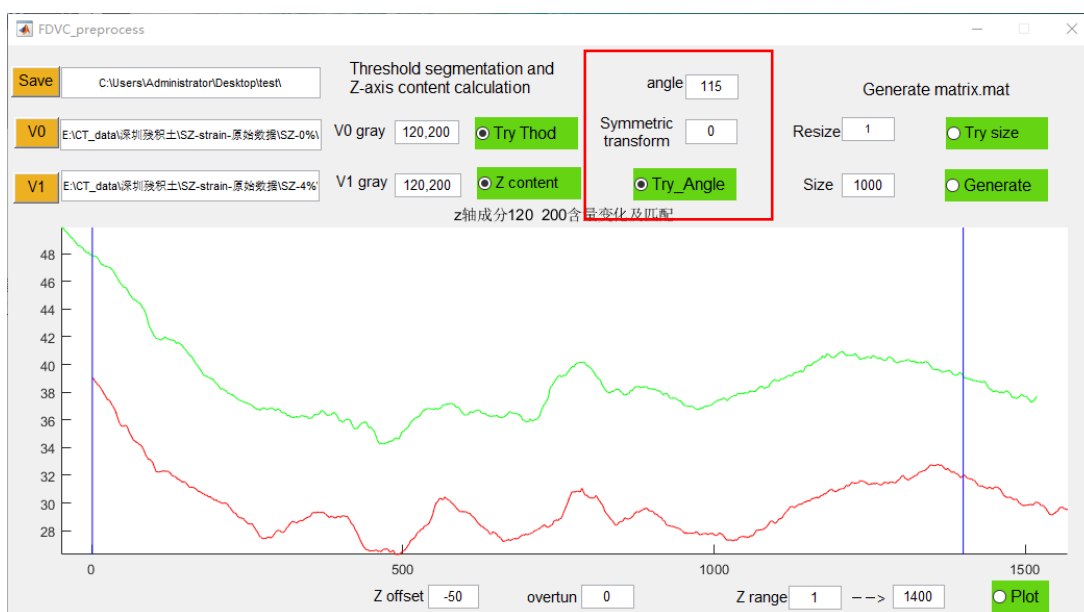 FDVC_preprocess
Save
C:\Users\Administrator\Desktop\test\
Threshold segmentation and
Z-axis content calculation
angle
115
Generate matrix.mat
V0
E:\CT_data\深圳残积土\SZ-strain-原始数据\SZ-0%\
V0 gray
120,200
Try Thod
Symmetric
transform
0
Resize
1
Try size
V1
E:\CT_data\深圳残积土\SZ-strain-原始数据\SZ-4%\
V1 gray
120,200
Z content
Try_Angle
Size
1000
Generate
z轴成分120 200含量变化及匹配
48
46
44
42
40
38
36
34
32
30
28
0
500
1000
1500
Z offset
-50
overtun
0
Z range
1
-->
1400
Plot